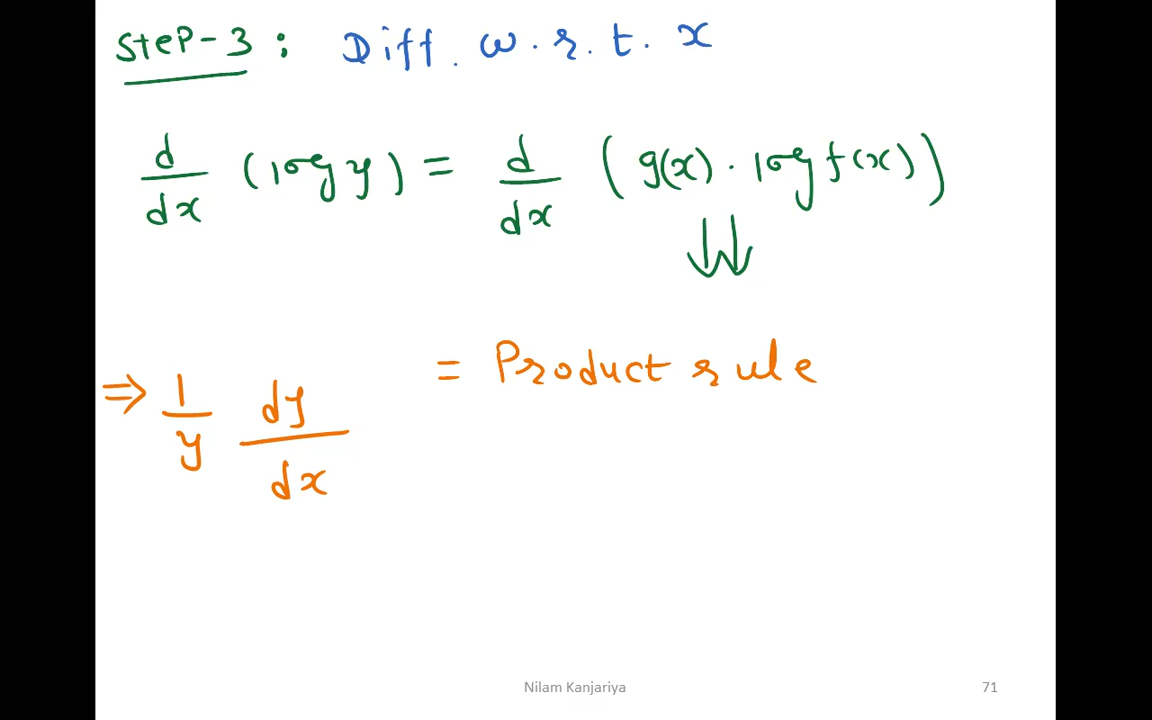 SteP-3 : Diff. w.r.t. x
d/dx (log y) = d/dx (g(x) · log f(x))
⇒ 1/y dy/dx = Product rule
Nilam Kanjariya 71